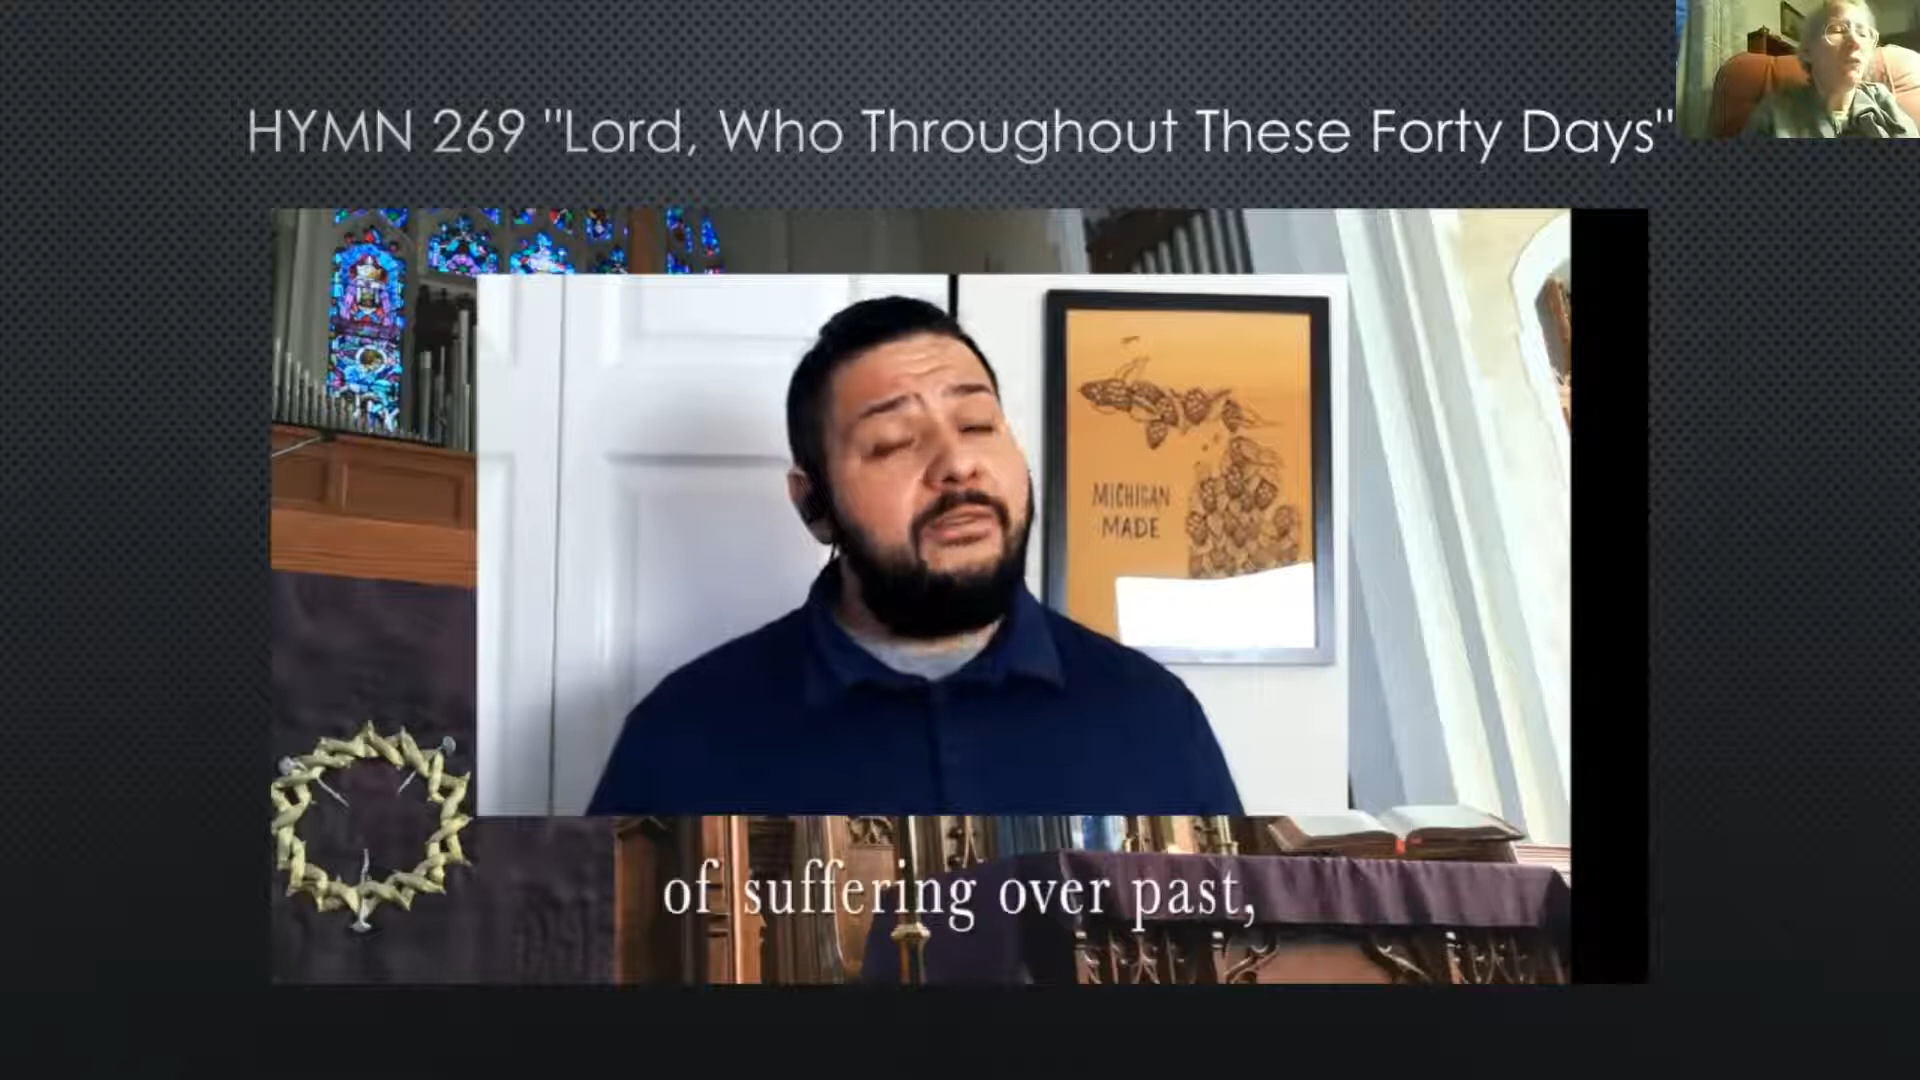 HYMN 269 "Lord, Who Throughout These Forty Days"
MICHIGAN
MADE
of suffering over past,